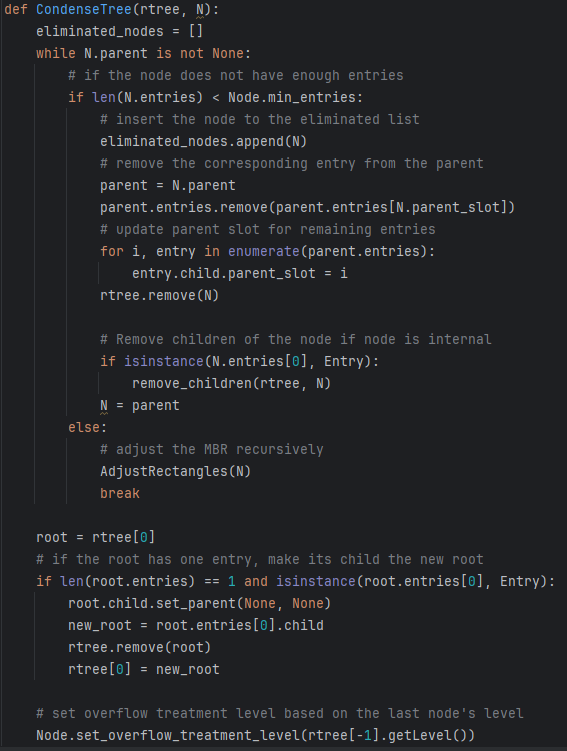 def CondenseTree(rtree, N):
    eliminated_nodes = []
    while N.parent is not None:
        # if the node does not have enough entries
        if len(N.entries) < Node.min_entries:
            # insert the node to the eliminated list
            eliminated_nodes.append(N)
            # remove the corresponding entry from the parent
            parent = N.parent
            parent.entries.remove(parent.entries[N.parent_slot])
            # update parent slot for remaining entries
            for i, entry in enumerate(parent.entries):
                entry.child.parent_slot = i
            rtree.remove(N)

            # Remove children of the node if node is internal
            if isinstance(N.entries[0], Entry):
                remove_children(rtree, N)
            N = parent
        else:
            # adjust the MBR recursively
            AdjustRectangles(N)
            break

    root = rtree[0]
    # if the root has one entry, make its child the new root
    if len(root.entries) == 1 and isinstance(root.entries[0], Entry):
        root.child.set_parent(None, None)
        new_root = root.entries[0].child
        rtree.remove(root)
        rtree[0] = new_root

    # set overflow treatment level based on the last node's level
    Node.set_overflow_treatment_level(rtree[-1].getLevel())